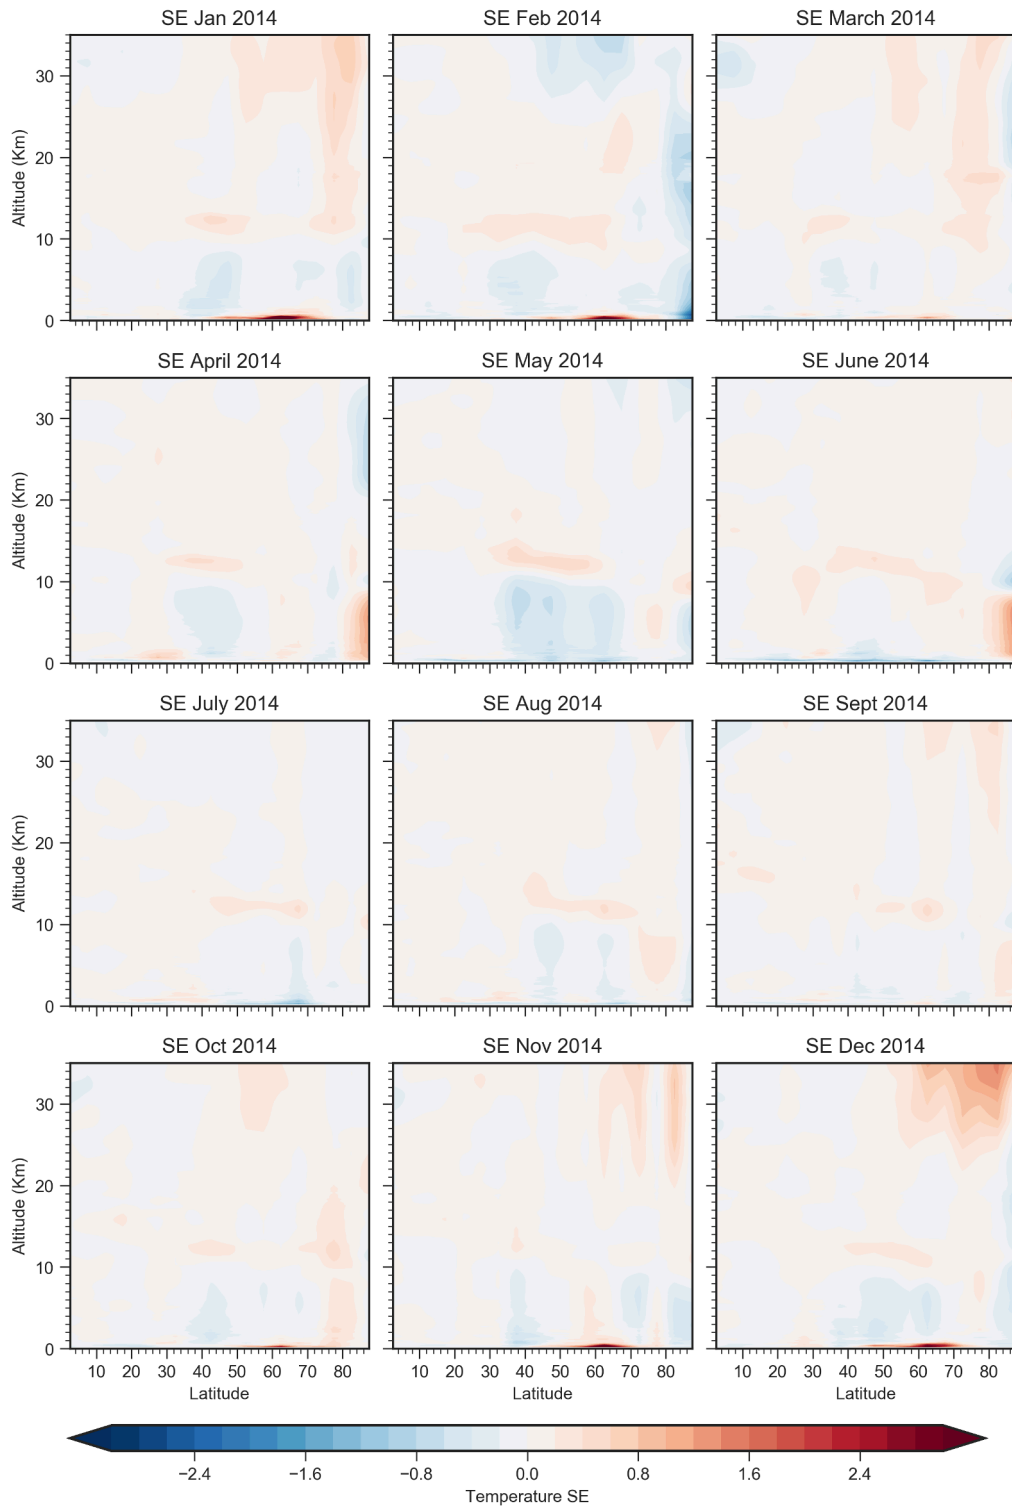 SE Jan 2014 SE Feb 2014 SE March 2014
30
20
10
0
Altitude (Km)
SE April 2014 SE May 2014 SE June 2014
30
20
10
0
Altitude (Km)
SE July 2014 SE Aug 2014 SE Sept 2014
30
20
10
0
Altitude (Km)
SE Oct 2014 SE Nov 2014 SE Dec 2014
30
20
10
0
Altitude (Km)
10 20 30 40 50 60 70 80 10 20 30 40 50 60 70 80 10 20 30 40 50 60 70 80
Latitude Latitude Latitude
−2.4 −1.6 −0.8 0.0 0.8 1.6 2.4
Temperature SE